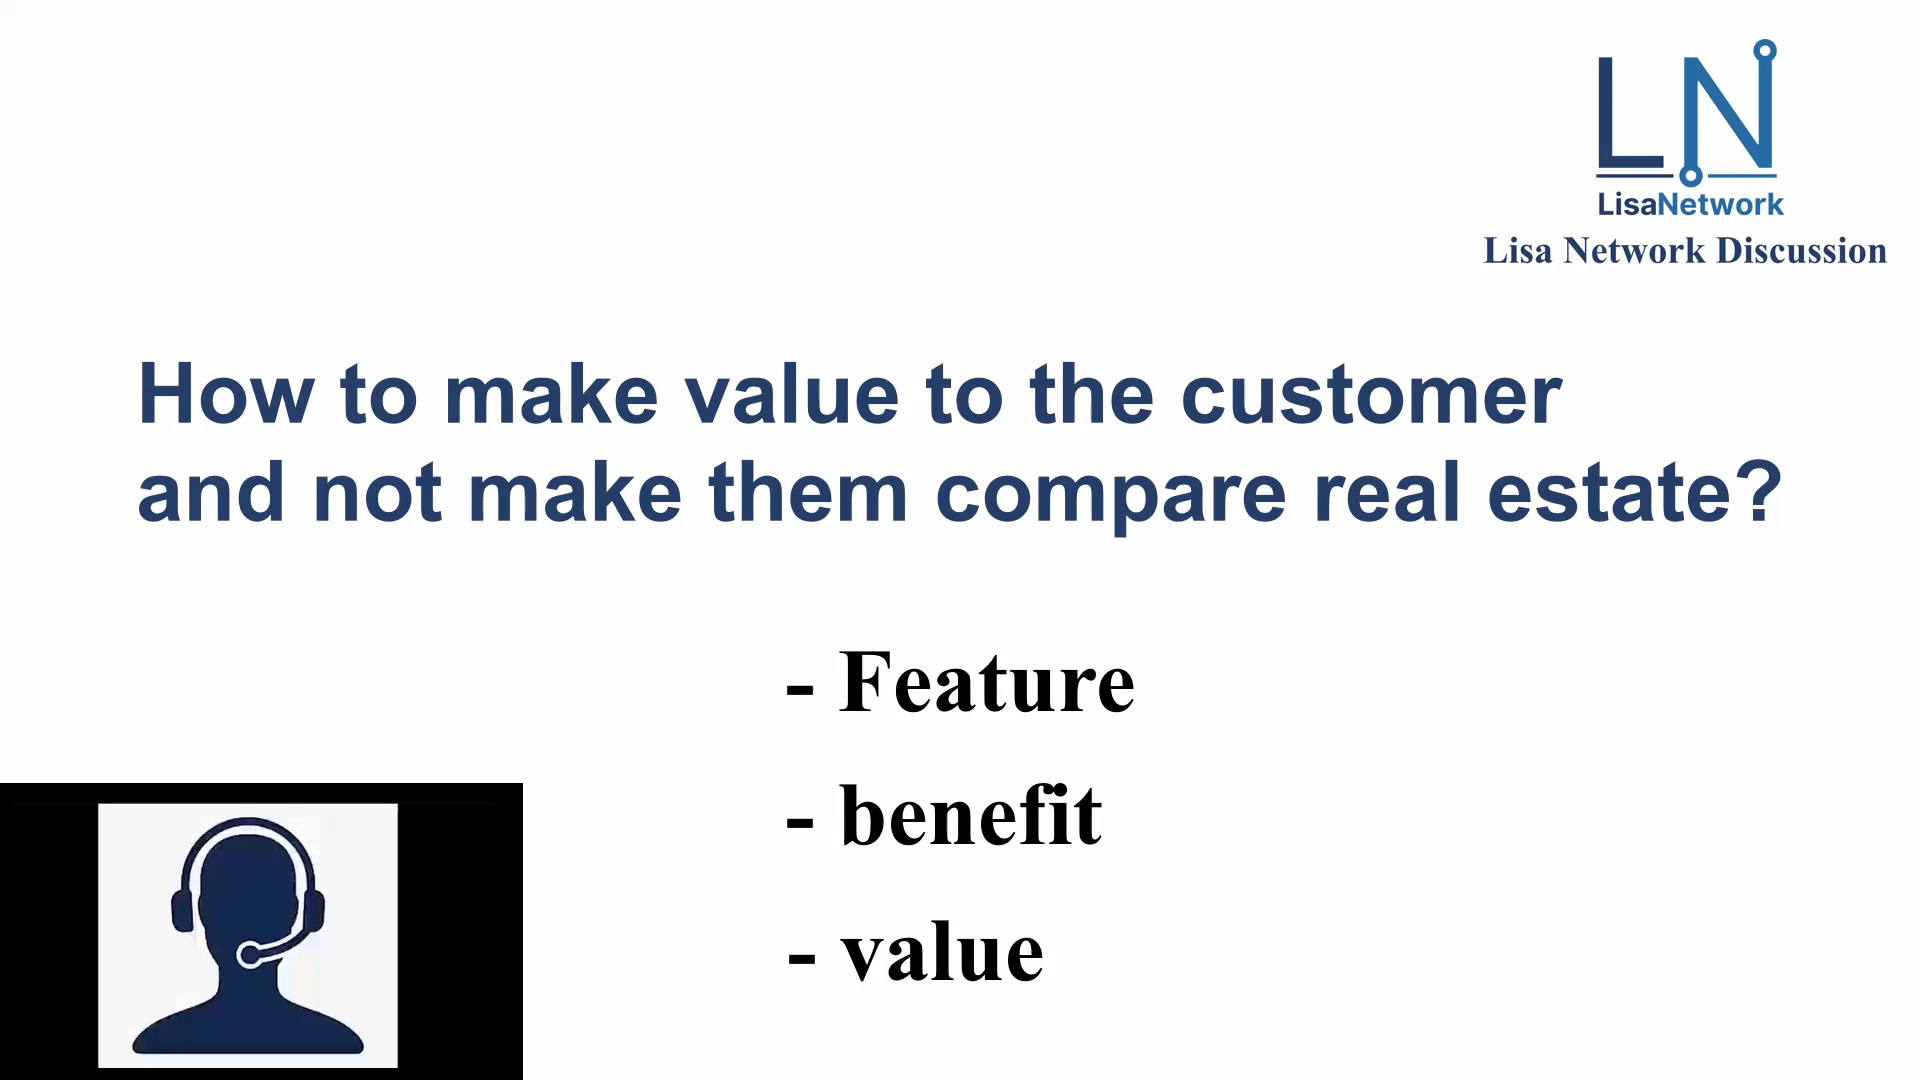 LN
LisaNetwork
Lisa Network Discussion
How to make value to the customer
and not make them compare real estate?
- Feature
- benefit
- value